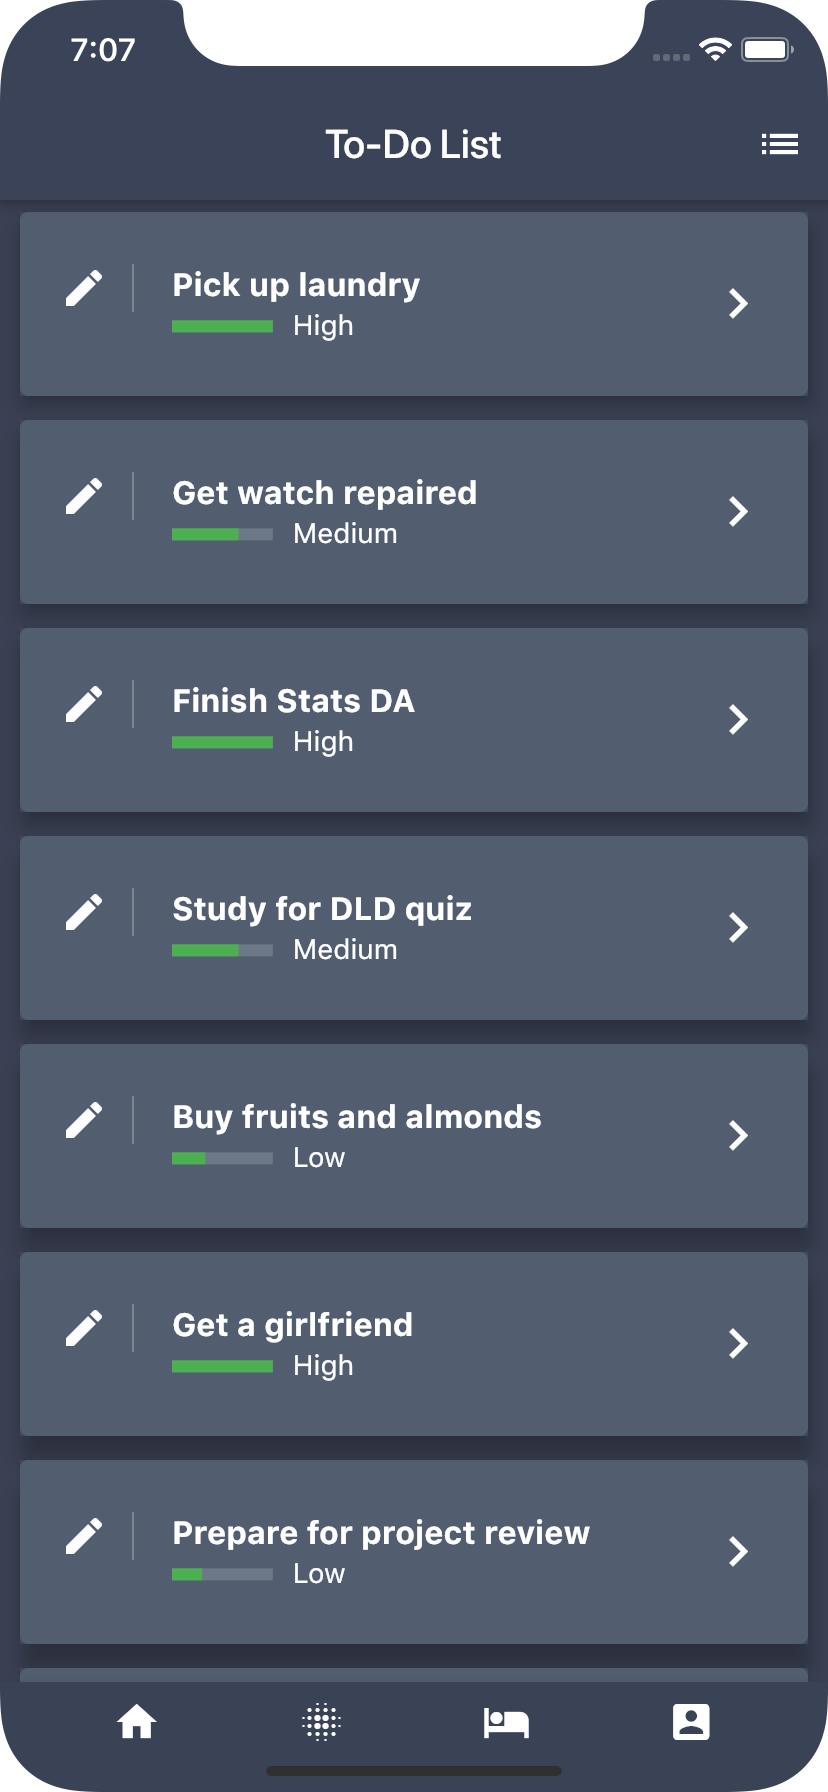 7:07
To-Do List
Pick up laundry
High
Get watch repaired
Medium
Finish Stats DA
High
Study for DLD quiz
Medium
Buy fruits and almonds
Low
Get a girlfriend
High
Prepare for project review
Low